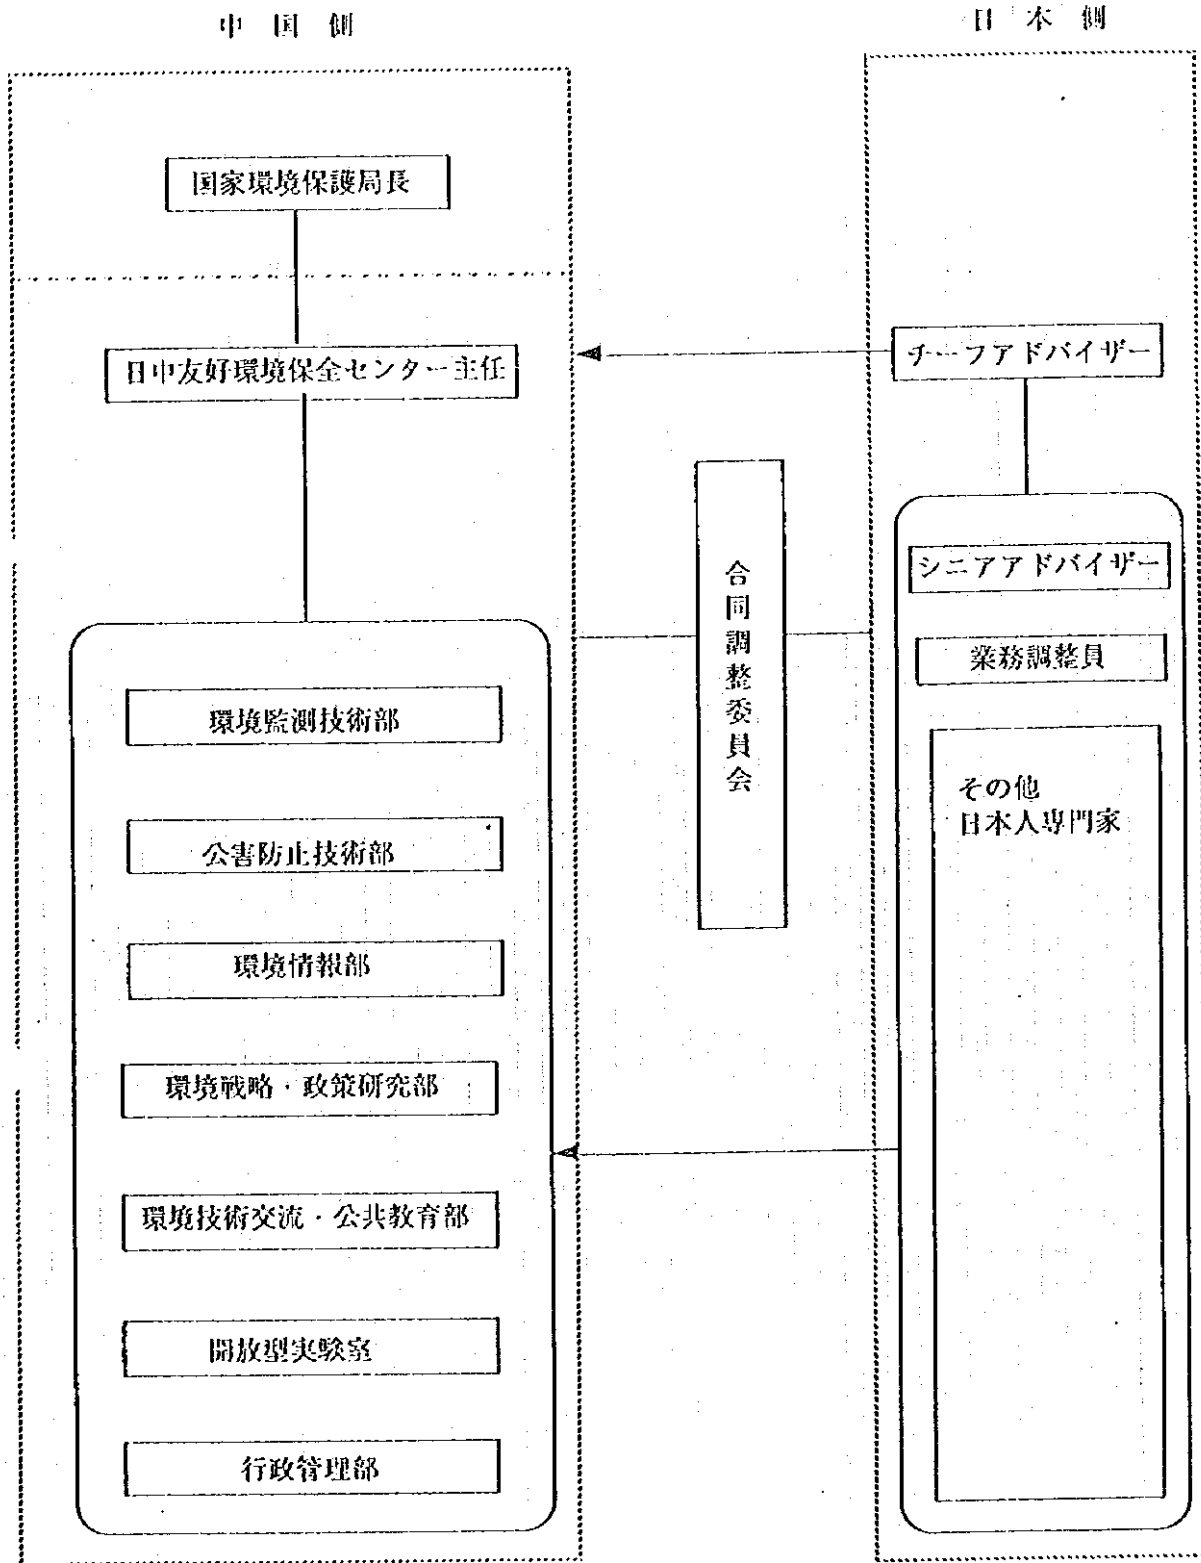 中国側
日本側
国家環境保護局長
日中友好環境保全センター主任
チーフアドバイザー
合同調整委員会
シニアアドバイザー
業務調整員
その他
日本人専門家
環境監測技術部
公害防止技術部
環境情報部
環境戦略・政策研究部
環境技術交流・公共教育部
開放型実験室
行政管理部